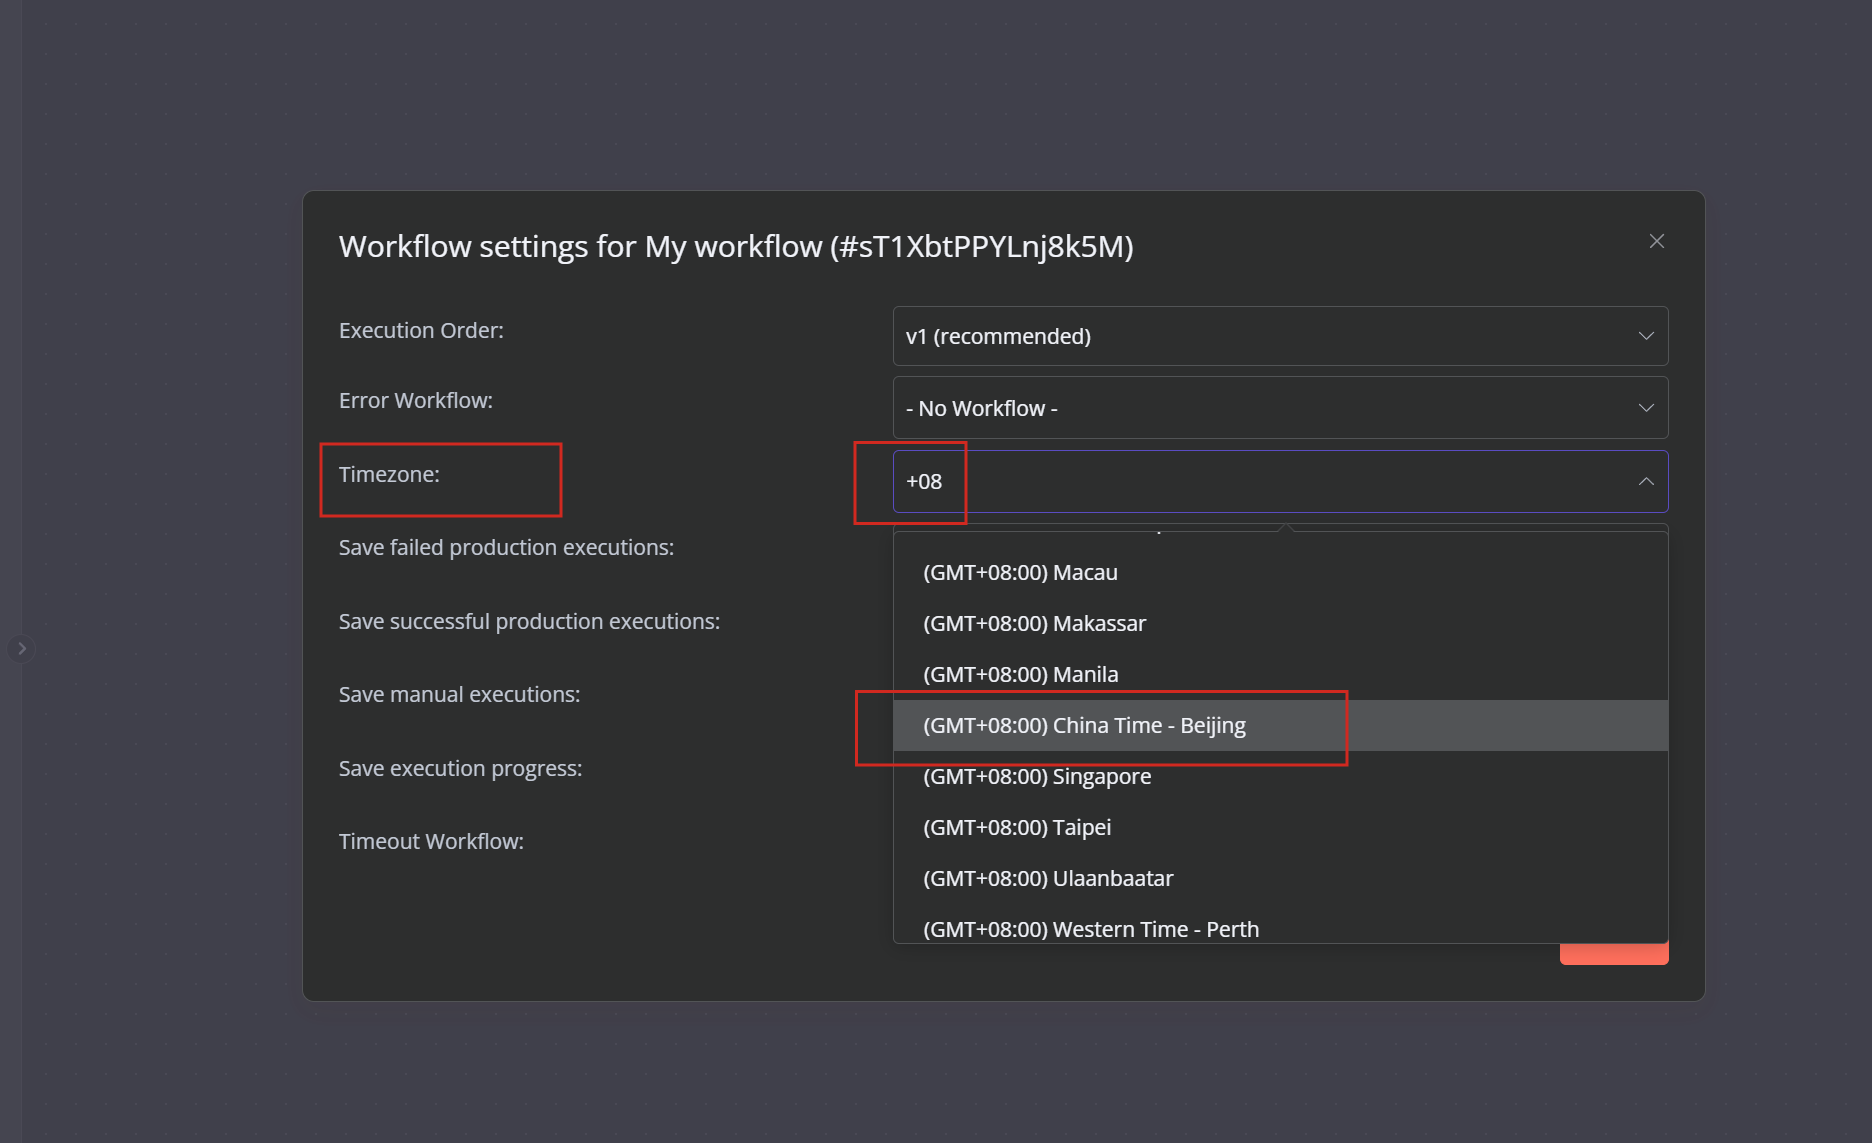 Workflow settings for My workflow (#sT1XbtPPYLnj8k5M)
Execution Order:
v1 (recommended)
Error Workflow:
- No Workflow -
Timezone:
+08
Save failed production executions:
Save successful production executions:
Save manual executions:
Save execution progress:
Timeout Workflow:
(GMT+08:00) Macau
(GMT+08:00) Makassar
(GMT+08:00) Manila
(GMT+08:00) China Time - Beijing
(GMT+08:00) Singapore
(GMT+08:00) Taipei
(GMT+08:00) Ulaanbaatar
(GMT+08:00) Western Time - Perth